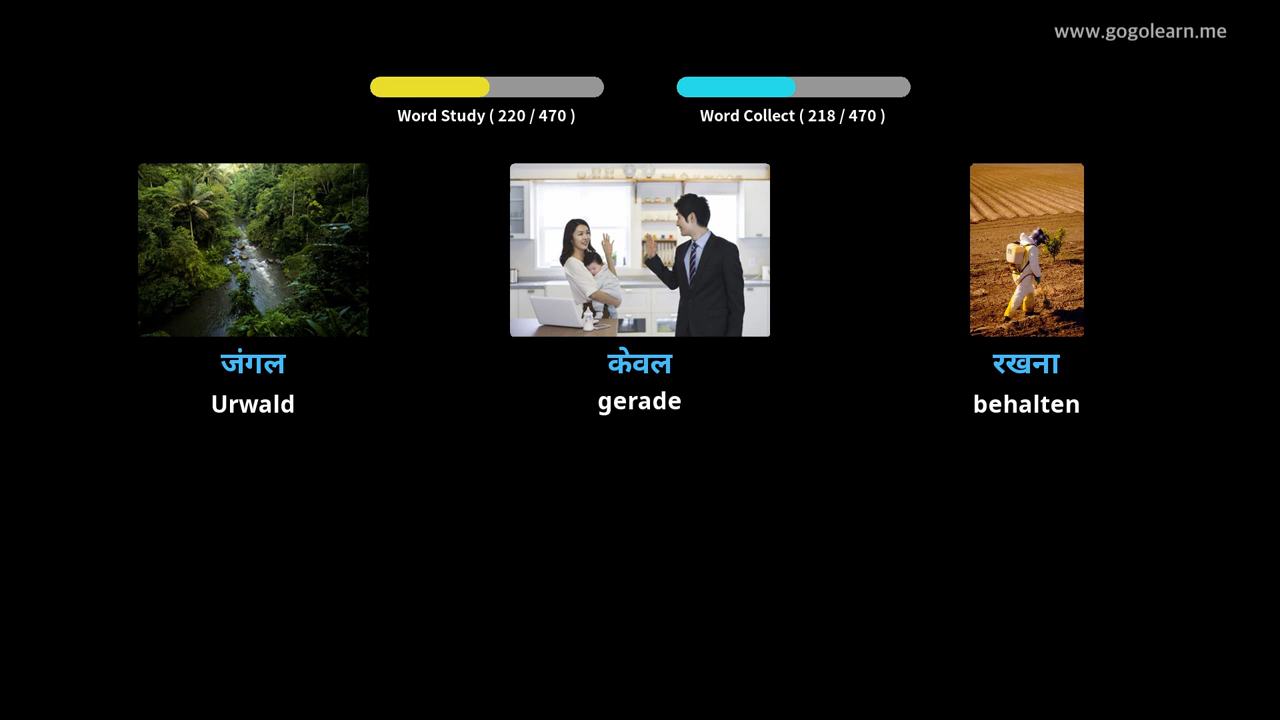 www.gogolearn.me
Word Study ( 220 / 470 )
Word Collect ( 218 / 470 )
जंगल
Urwald
केवल
gerade
रखना
behalten